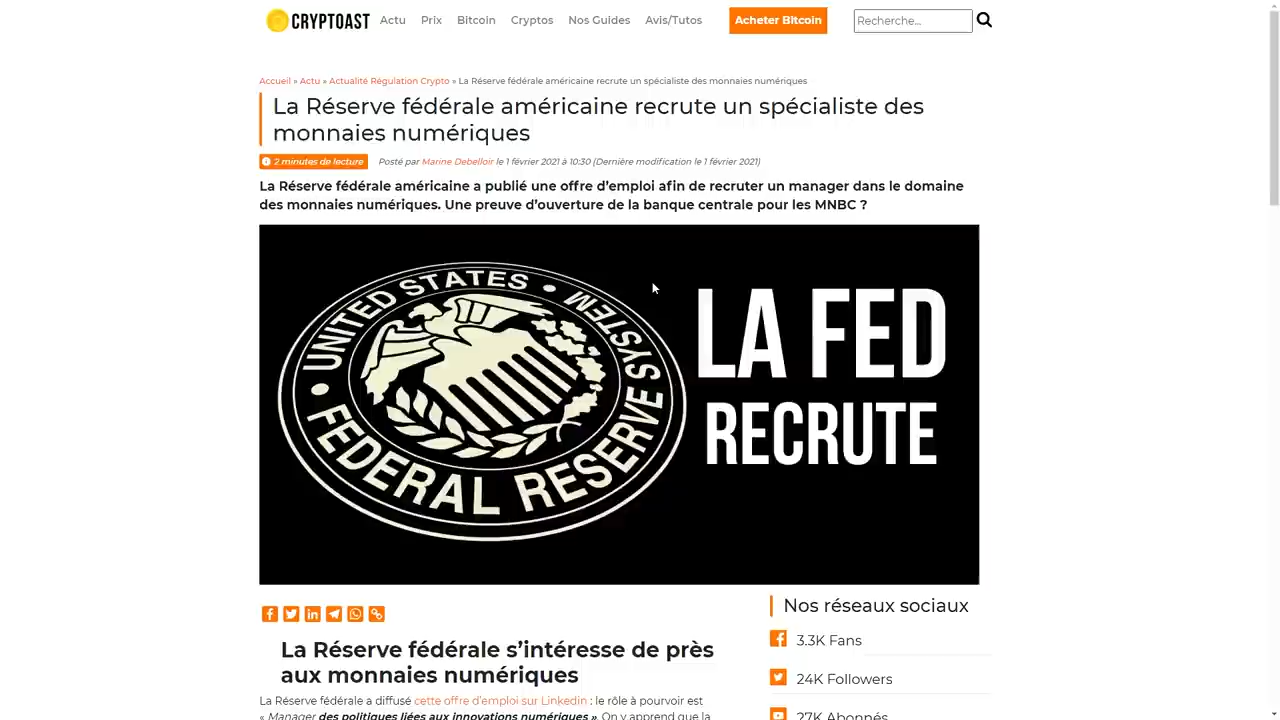 CRYPTOAST
Actu Prix Bitcoin Cryptos Nos Guides Avis/Tutos Acheter Bitcoin Recherche...
Accueil » Actu » Actualité Régulation Crypto » La Réserve fédérale américaine recrute un spécialiste des monnaies numériques
La Réserve fédérale américaine recrute un spécialiste des
monnaies numériques
2 minutes de lecture Posté par Marine Debelloir le 1 février 2021 à 10:30 (Dernière modification le 1 février 2021)
La Réserve fédérale américaine a publié une offre d'emploi afin de recruter un manager dans le domaine
des monnaies numériques. Une preuve d'ouverture de la banque centrale pour les MNBC ?
UNITED STATES • FEDERAL RESERVE SYSTEM •
LA FED
RECRUTE
Nos réseaux sociaux
3.3K Fans
24K Followers
27K Abonnés
La Réserve fédérale s'intéresse de près
aux monnaies numériques
La Réserve fédérale a diffusé cette offre d'emploi sur Linkedin : le rôle à pourvoir est
« Manager des politiques liées aux innovations numériques ». On y apprend que la